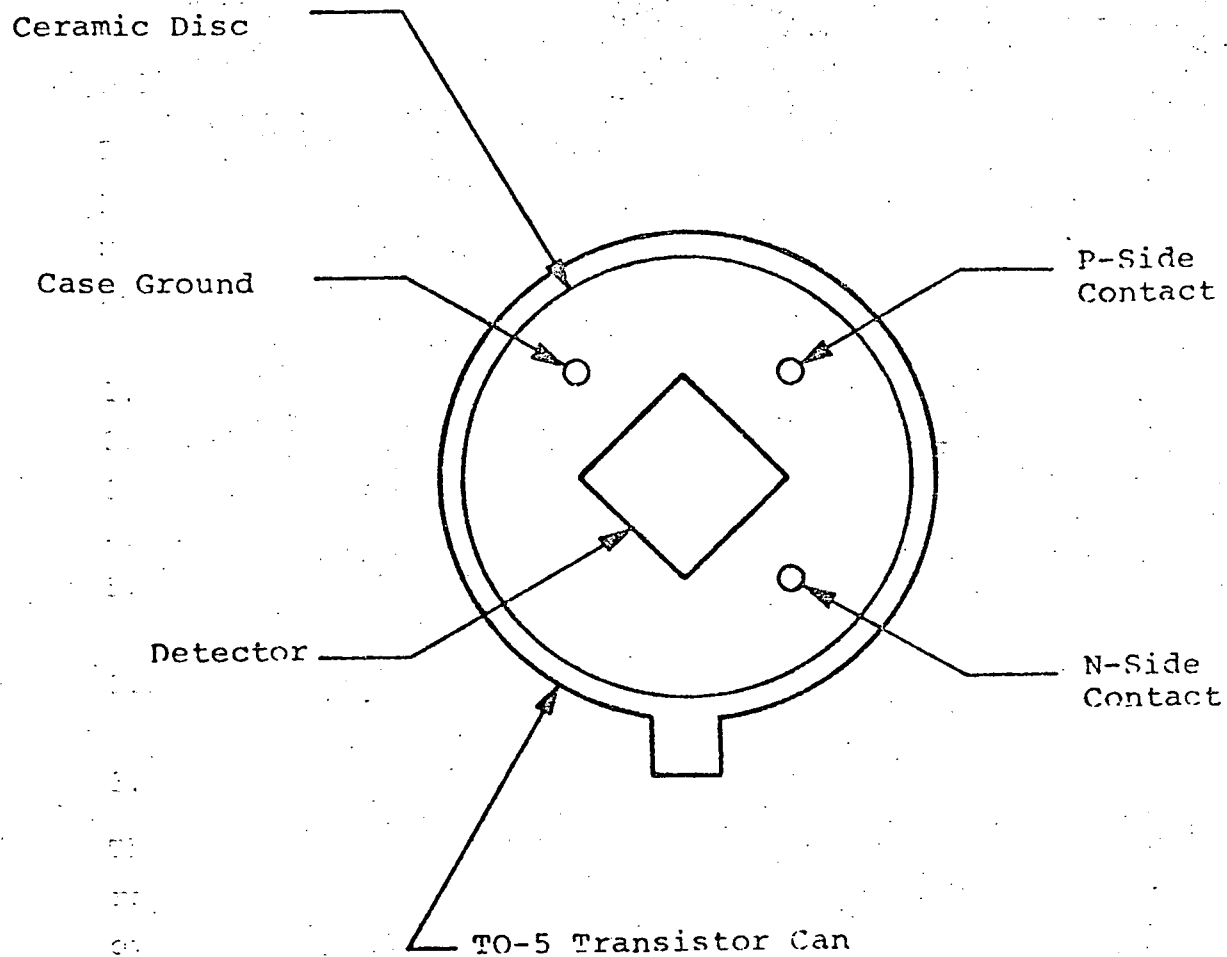 Ceramic Disc
Case Ground
P-Side
Contact
Detector
N-Side
Contact
TO-5 Transistor Can